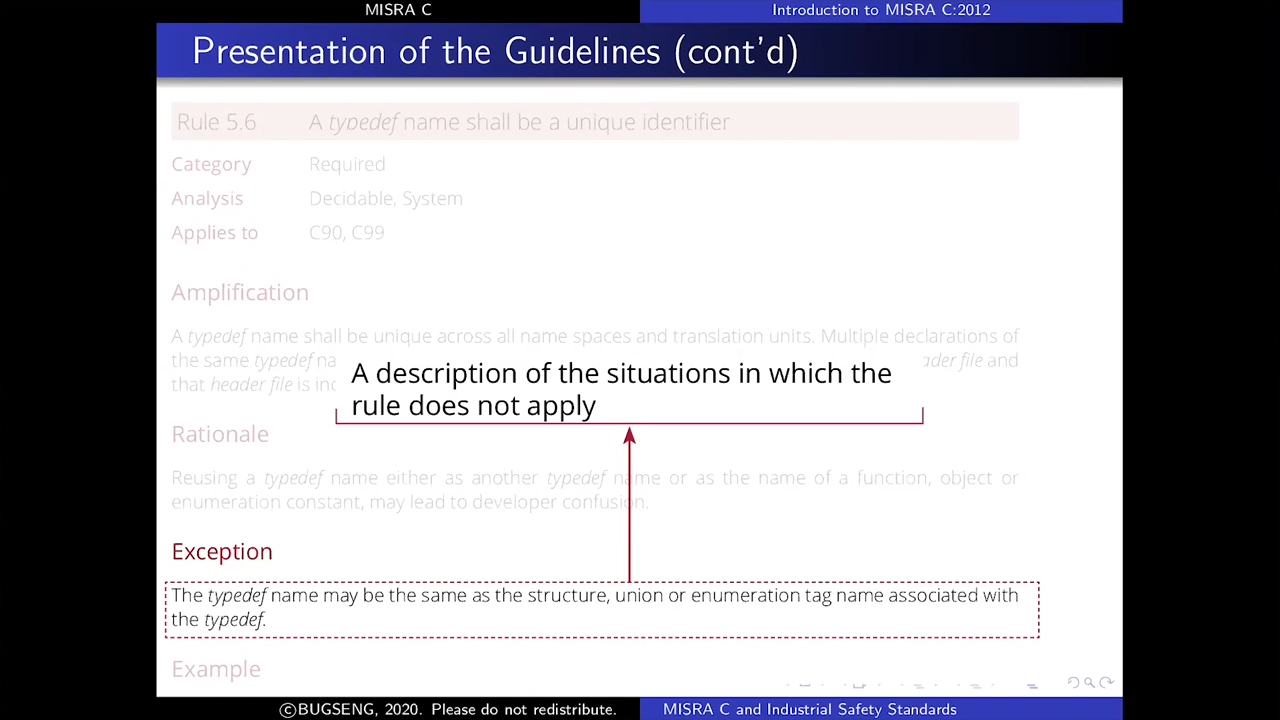 MISRA C
Introduction to MISRA C:2012
Presentation of the Guidelines (cont'd)
Rule 5.6 A typedef name shall be a unique identifier
Category Required
Analysis Decidable, System
Applies to C90, C99
Amplification
A typedef name shall be unique across all name spaces and translation units. Multiple declarations of
the same typedef ader file and
that header file is
A description of the situations in which the
rule does not apply
Rationale
Reusing a typedef name either as another typedef name or as the name of a function, object or
enumeration constant, may lead to developer confusion.
Exception
The typedef name may be the same as the structure, union or enumeration tag name associated with
the typedef.
Example
©BUGSENG, 2020. Please do not redistribute.
MISRA C and Industrial Safety Standards